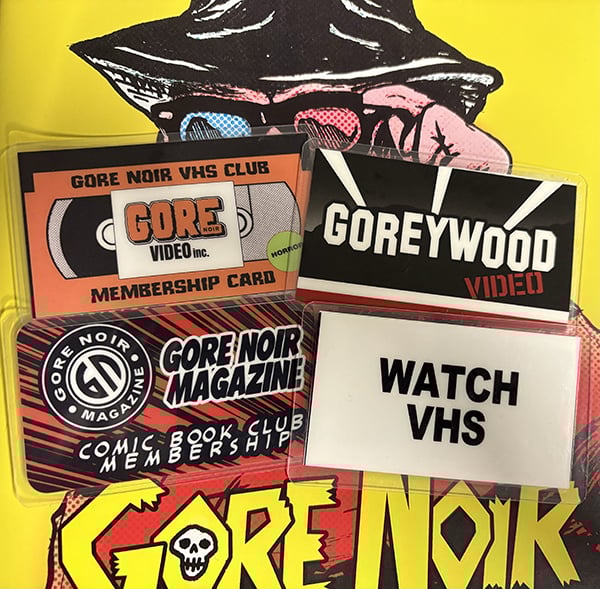 GORE NOIR VHS CLUB
GORE
NOIR
VIDEO inc.
HORROR
MEMBERSHIP CARD
GOREYWOOD
VIDEO
GORE NOIR
GN
MAGAZINE
GORE NOIR
MAGAZINE
COMIC BOOK CLUB
MEMBERSHIP
WATCH
VHS
GORE NOIR